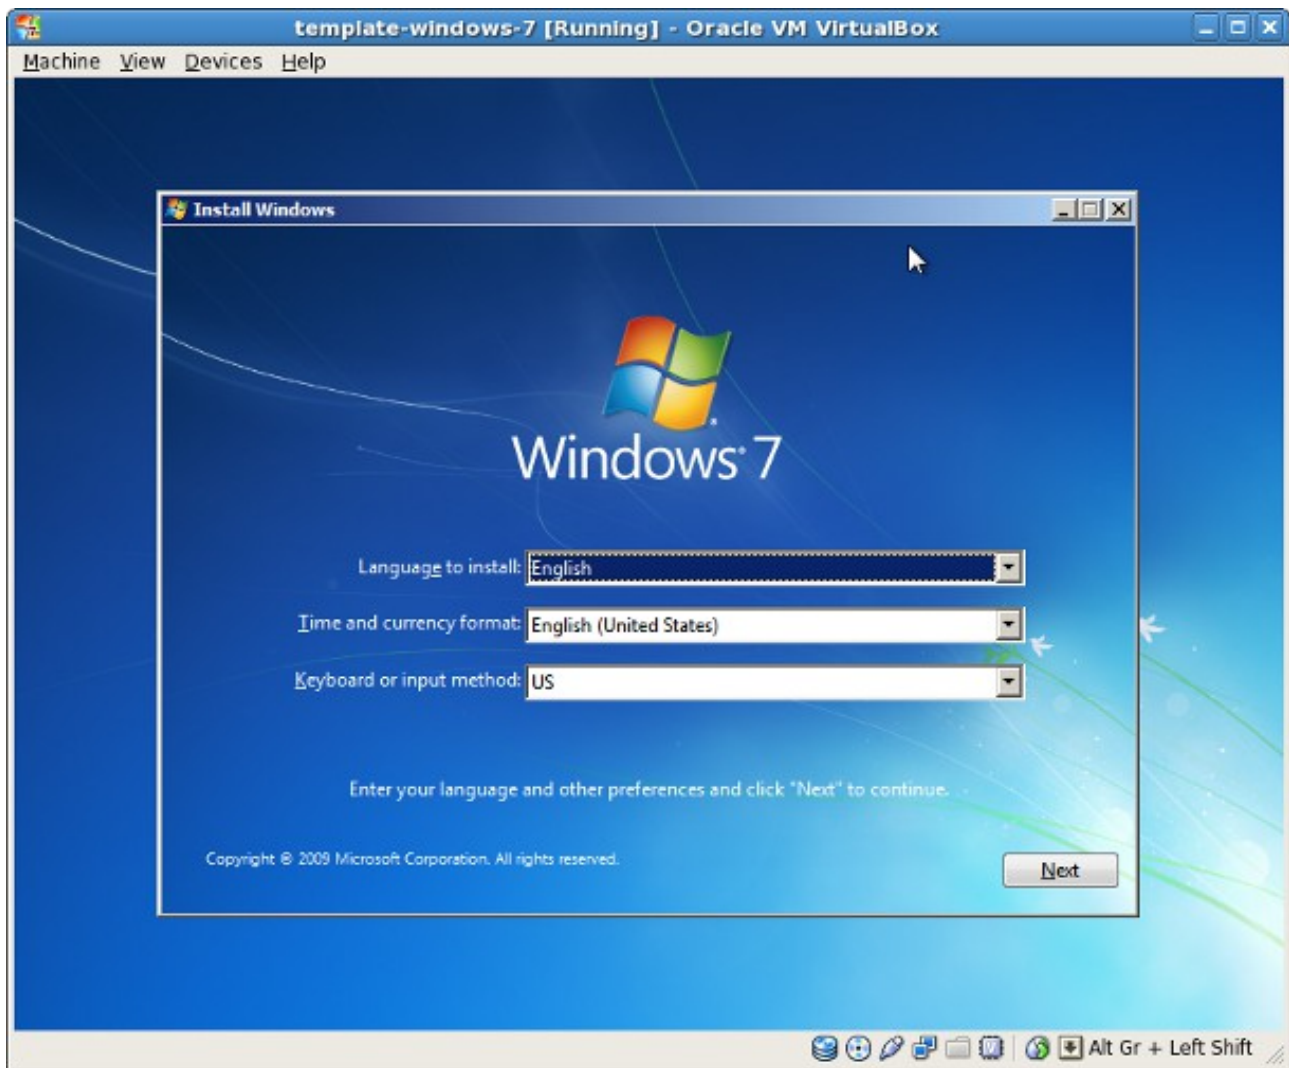 template-windows-7 [Running] - Oracle VM VirtualBox
Machine View Devices Help
Install Windows
Windows® 7
Language to install: English
Time and currency format: English (United States)
Keyboard or input method: US
Enter your language and other preferences and click "Next" to continue.
Copyright © 2009 Microsoft Corporation. All rights reserved.
Next
Alt Gr + Left Shift